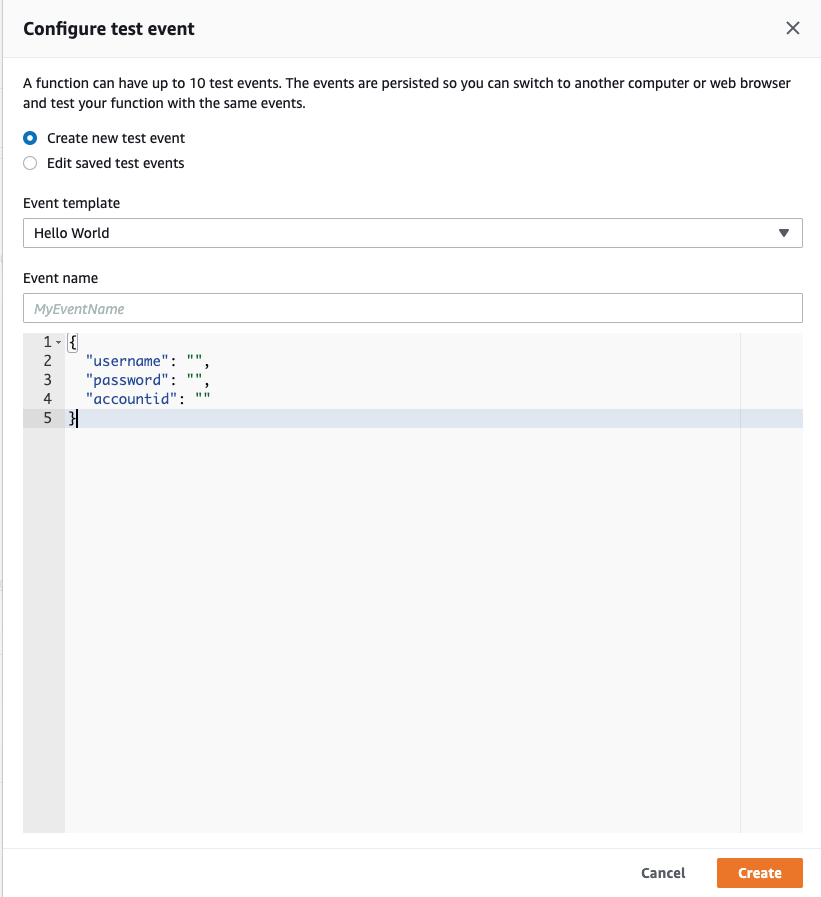 Configure test event
A function can have up to 10 test events. The events are persisted so you can switch to another computer or web browser
and test your function with the same events.
Create new test event
Edit saved test events
Event template
Hello World
Event name
MyEventName
1 {
2 "username": "",
3 "password": "",
4 "accountid": ""
5 }
Cancel Create